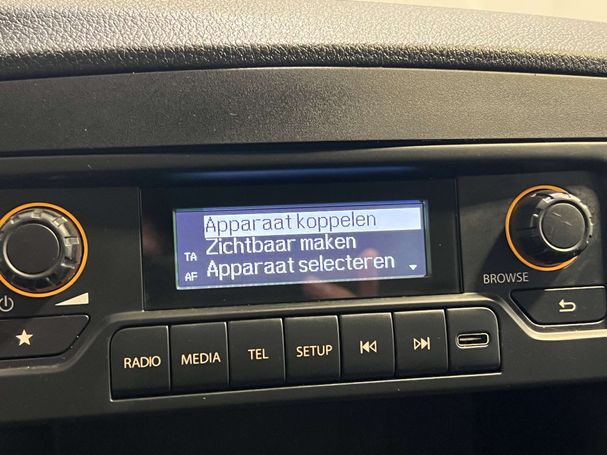 Apparaat koppelen
Zichtbaar maken
TA
Apparaat selecteren
AF
BROWSE
RADIO
MEDIA
TEL
SETUP